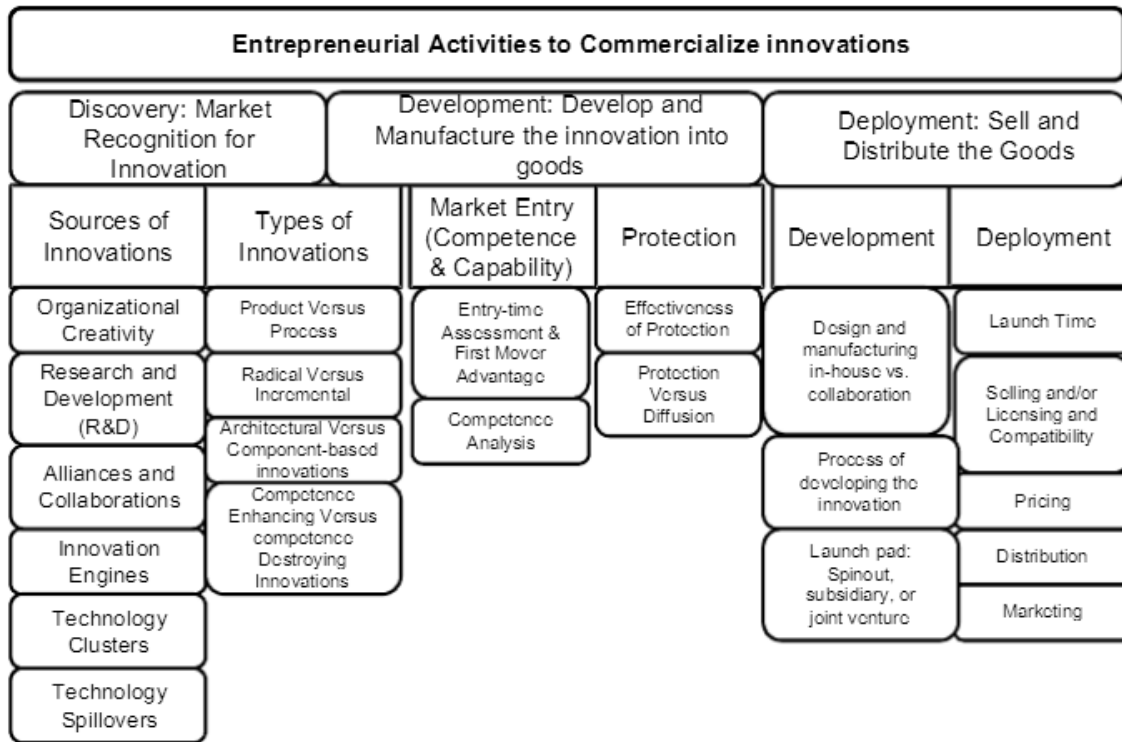 Entrepreneurial Activities to Commercialize innovations
Discovery: Market
Recognition for
Innovation
Development: Develop and
Manufacture the innovation into
goods
Deployment: Sell and
Distribute the Goods
Sources of
Innovations
Types of
Innovations
Market Entry
(Competence
& Capability)
Protection
Development
Deployment
Organizational
Creativity
Research and
Development
(R&D)
Alliances and
Collaborations
Innovation
Engines
Technology
Clusters
Technology
Spillovers
Product Versus
Process
Radical Versus
Incremental
Architectural Versus
Component-based
innovations
Competence
Enhancing Versus
competence
Destroying
Innovations
Entry-time
Assessment &
First Mover
Advantage
Competence
Analysis
Effectiveness
of Protection
Protection
Versus
Diffusion
Design and
manufacturing
in-house vs.
collaboration
Process of
developing the
innovation
Launch pad:
Spinout,
subsidiary, or
joint venture
Launch Time
Selling and/or
Licensing and
Compatibility
Pricing
Distribution
Marketing